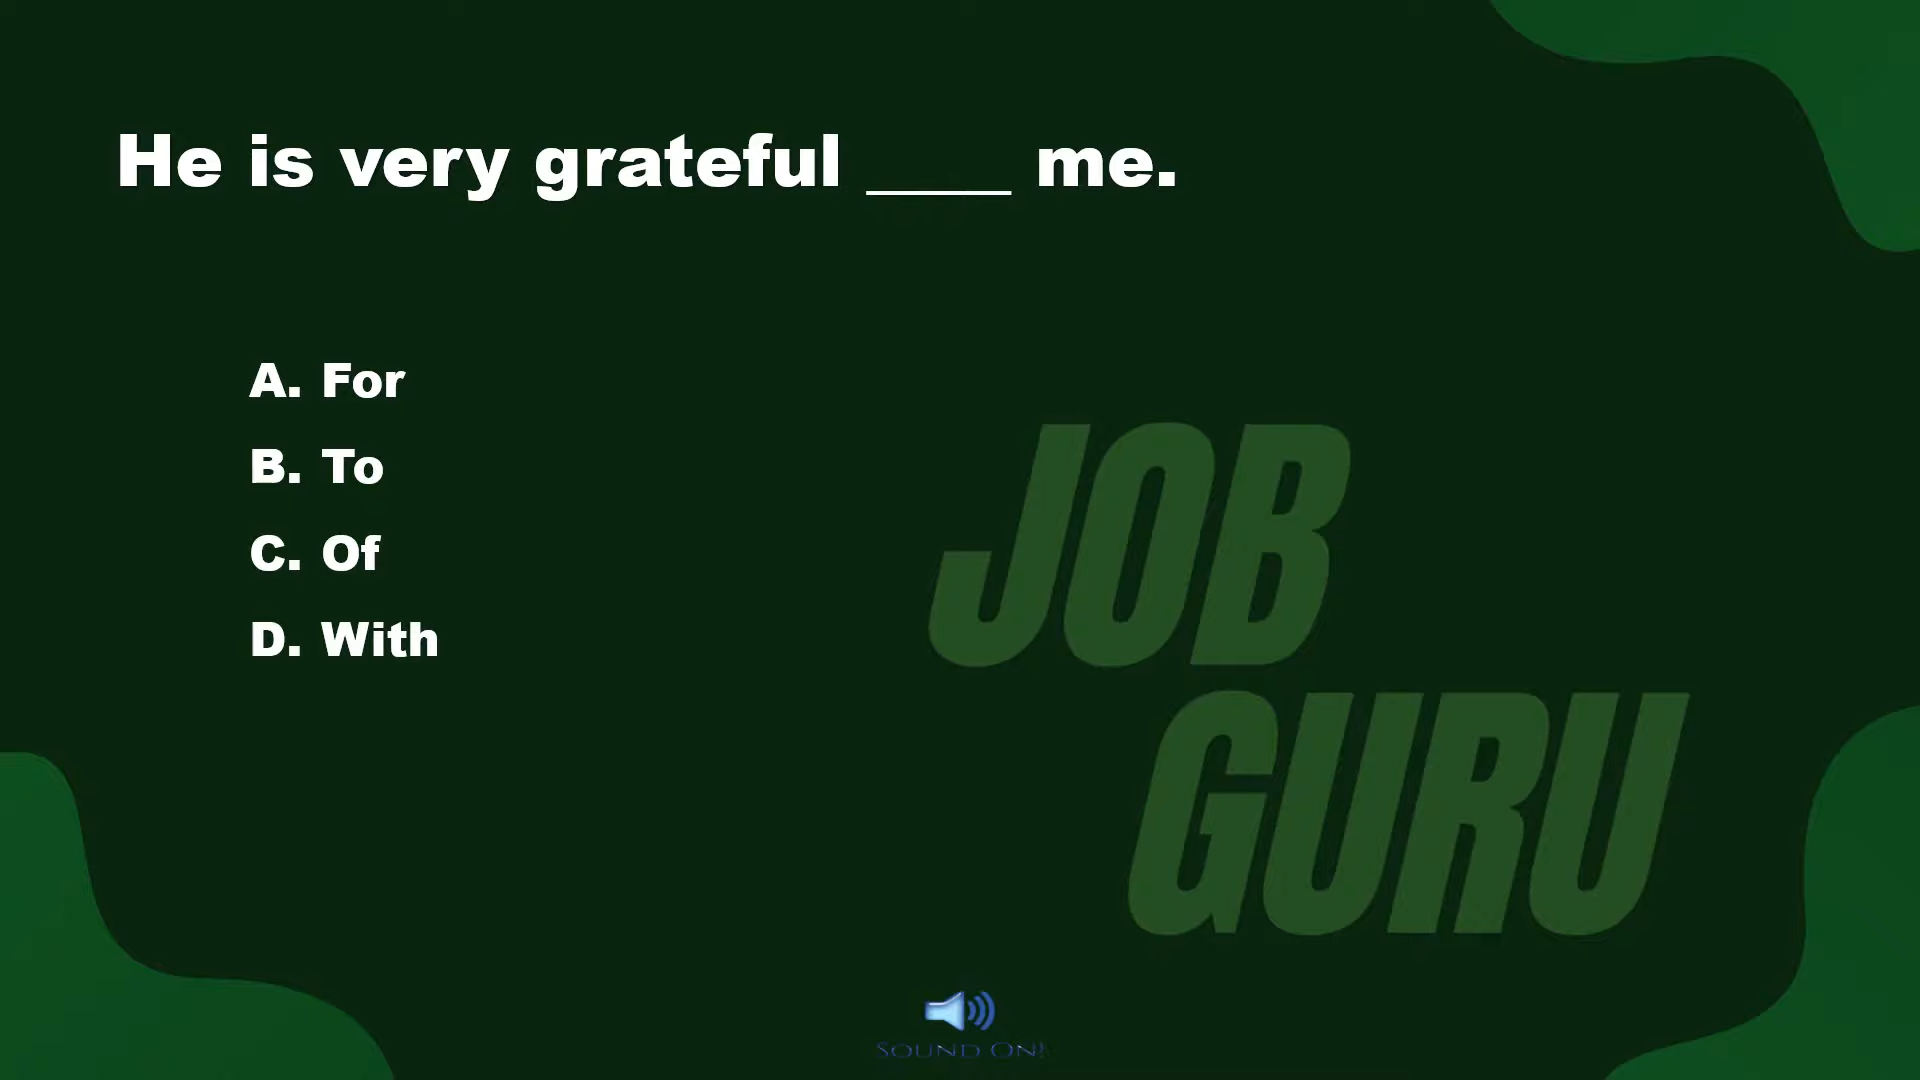 He is very grateful ____ me.
A. For
B. To
C. Of
D. With
JOB
GURU
SOUND ON!